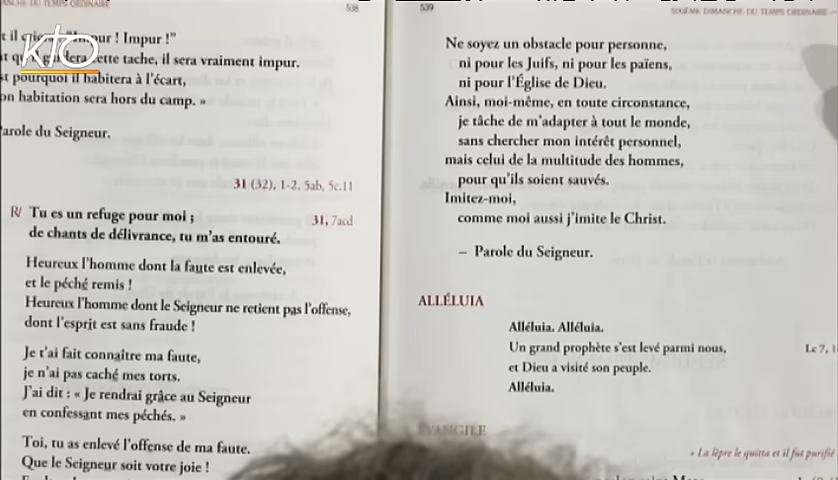 DU TEMPS ORDINAIRE
538
kto
Impur ! Impur !”
cette tache, il sera vraiment impur.
pourquoi il habitera à l'écart,
habitation sera hors du camp. »
du Seigneur.
31 (32), 1-2, 5ab, 5c.11
R/ Tu es un refuge pour moi ;
31, 7acd
de chants de délivrance, tu m'as entouré.
Heureux l'homme dont la faute est enlevée,
et le péché remis !
Heureux l'homme dont le Seigneur ne retient pas l'offense,
dont l'esprit est sans fraude !
Je t'ai fait connaître ma faute,
je n'ai pas caché mes torts.
J'ai dit : « Je rendrai grâce au Seigneur
en confessant mes péchés. »
Toi, tu as enlevé l'offense de ma faute.
Que le Seigneur soit votre joie !
539
SIXIÈME DIMANCHE DU TEMPS ORDINAIRE –
Ne soyez un obstacle pour personne,
ni pour les Juifs, ni pour les païens,
ni pour l'Église de Dieu.
Ainsi, moi-même, en toute circonstance,
je tâche de m'adapter à tout le monde,
sans chercher mon intérêt personnel,
mais celui de la multitude des hommes,
pour qu'ils soient sauvés.
Imitez-moi,
comme moi aussi j'imite le Christ.
– Parole du Seigneur.
ALLÉLUIA
Alléluia. Alléluia.
Un grand prophète s'est levé parmi nous,
Lc 7,
et Dieu a visité son peuple.
Alléluia.
ÉVANGILE
« La lèpre le quitta et il fut purifié